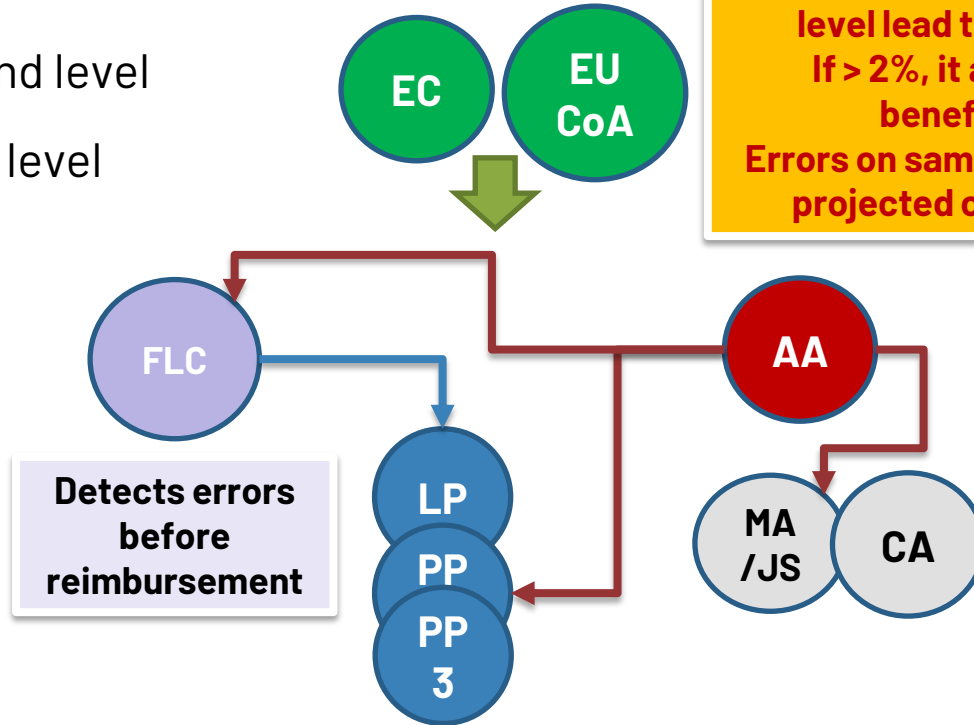 nd level
level
EC
EU
CoA
level lead t
If > 2%, it a
benef
Errors on sam
projected o
FLC
AA
Detects errors
before
reimbursement
LP
PP
PP
3
MA
/JS
CA